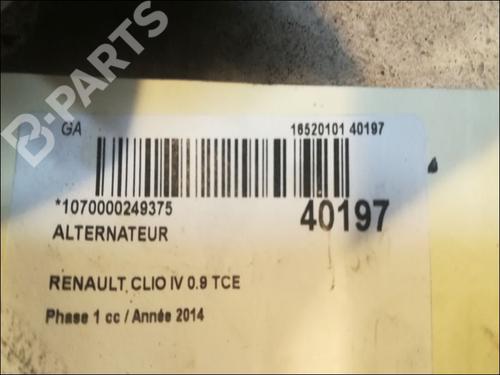 B-PARTS
GA
16520101 40197
*1070000249375
40197
ALTERNATEUR
RENAULT CLIO IV 0.9 TCE
Phase 1 cc / Année 2014